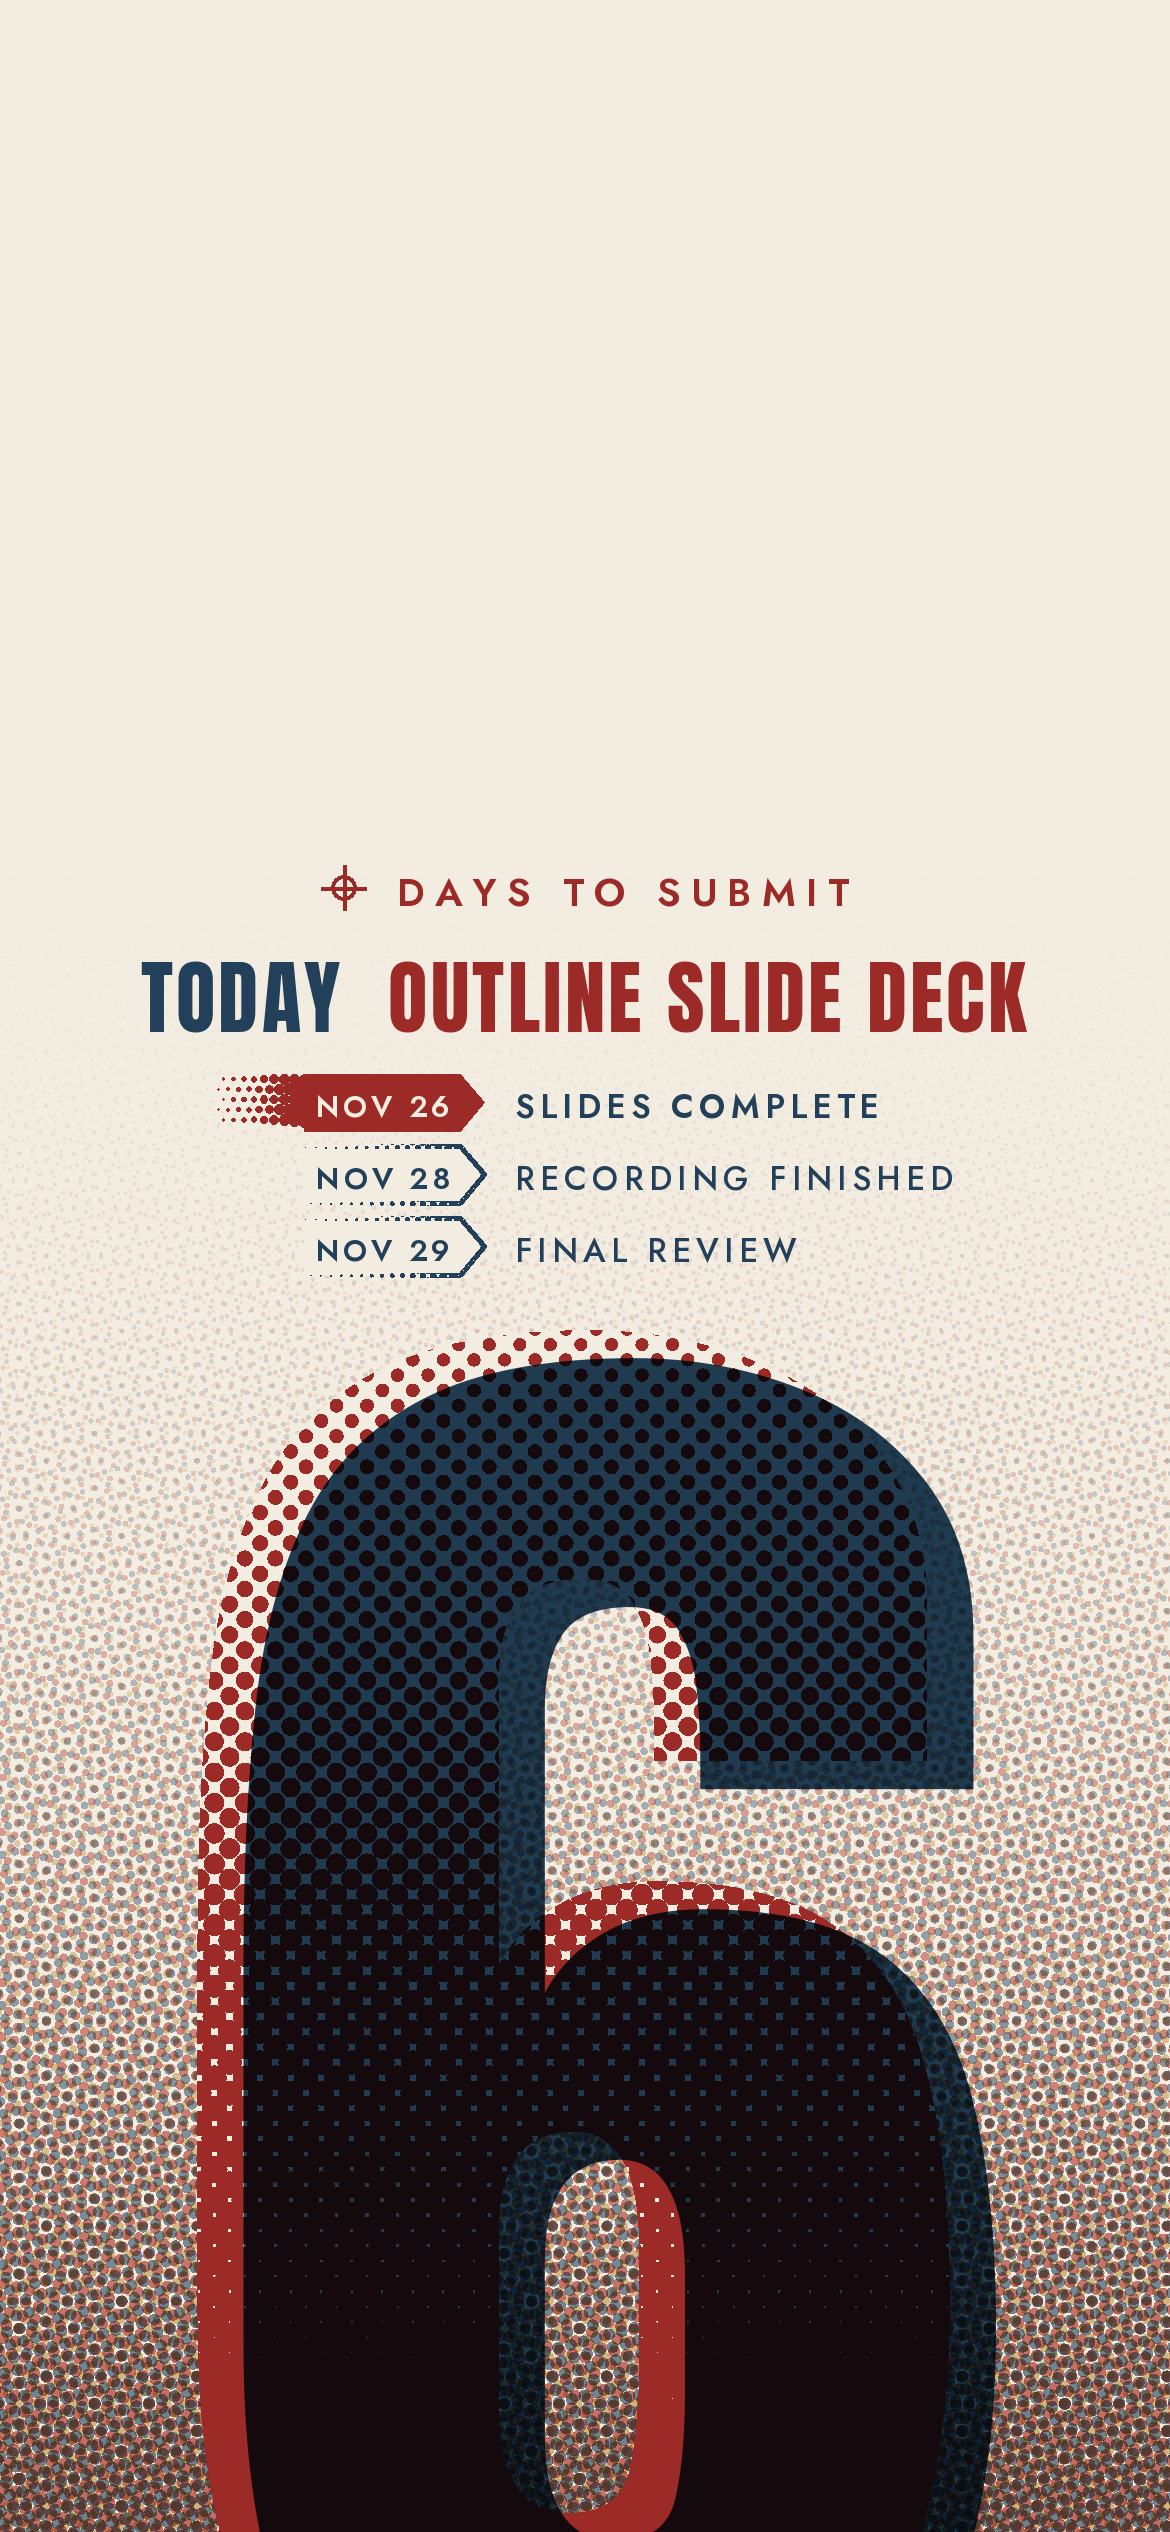 DAYS TO SUBMIT
TODAY OUTLINE SLIDE DECK
NOV 26 SLIDES COMPLETE
NOV 28 RECORDING FINISHED
NOV 29 FINAL REVIEW
6